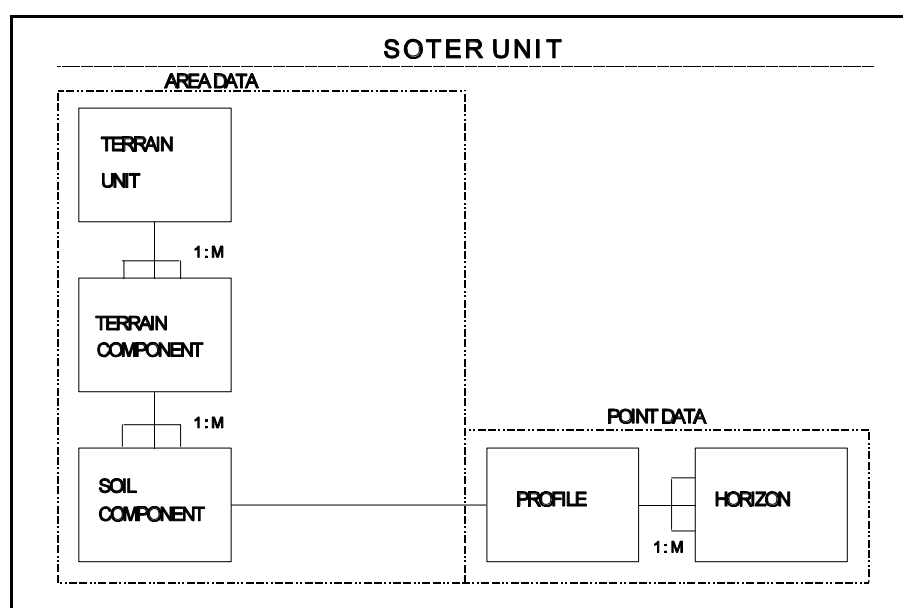 SOTER UNIT
AREA DATA
TERRAIN
UNIT
1:M
TERRAIN
COMPONENT
1:M
SOIL
COMPONENT
POINT DATA
PROFILE
1:M
HORIZON